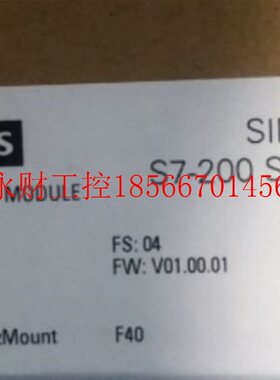 S
SI
S7-200 S
MODULE
永财工控18566701456
FS: 04
FW: V01.00.01
zMount F40